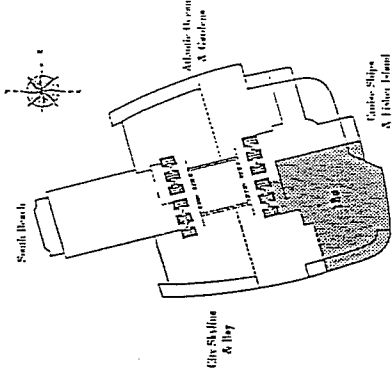 South Beach
Atlantic Ocean
& Gardens
City Skyline
& Bay
Cruise Ships
& Fisher Island